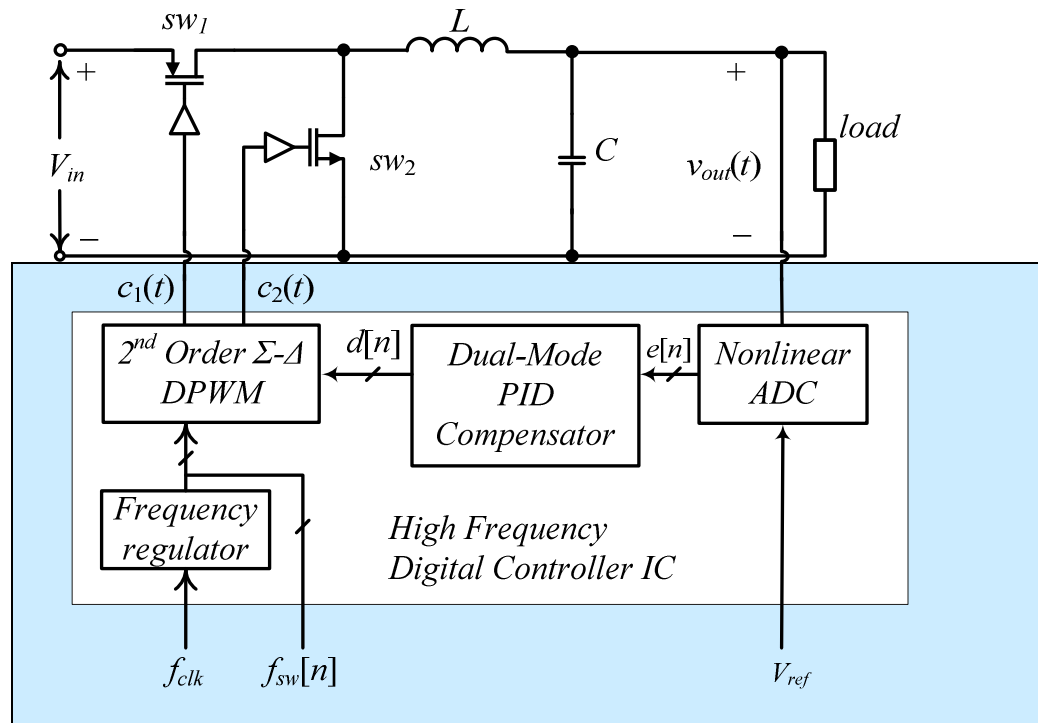 sw1
L
+
+
Vin
sw2
C
vout(t)
load
−
−
c1(t)
c2(t)
2nd Order Σ-Δ
DPWM
d[n]
Dual-Mode
PID
Compensator
e[n]
Nonlinear
ADC
Frequency
regulator
High Frequency
Digital Controller IC
fclk
fsw[n]
Vref